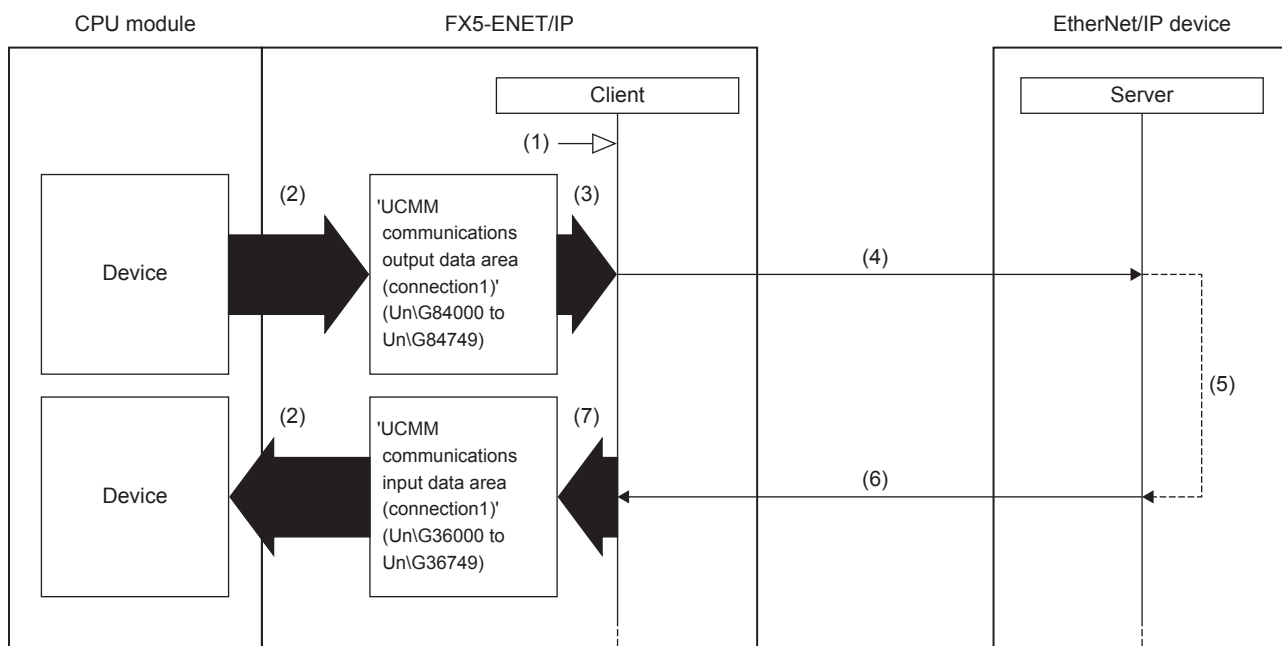 CPU module
FX5-ENET/IP
EtherNet/IP device
Client
Server
(1)
(2)
(3)
Device
'UCMM
communications
output data area
(connection1)'
(Un\G84000 to
Un\G84749)
(4)
(5)
(2)
(7)
Device
'UCMM
communications
input data area
(connection1)'
(Un\G36000 to
Un\G36749)
(6)